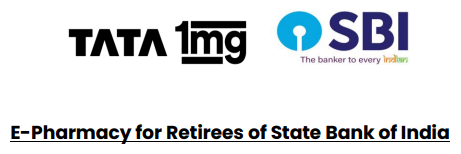 TATA 1mg
SBI
The banker to every Indian
E-Pharmacy for Retirees of State Bank of India